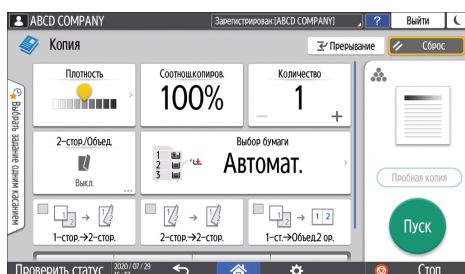 ABCD COMPANY
Зарегистрирован:[ABCD COMPANY]
?
Выйти
Копия
Прерывание
Сброс
Выбрать задание одним касанием
Плотность
Соотнош.копиров.
100%
Количество
1
− +
2-стор./Объед.
Выкл.
...
Выбор бумаги
1
2
3
Автомат.
Пробная копия
1-стор.→2-стор.
2-стор.→2-стор.
1-ст.→Объед.2 ор.
Пуск
Проверить статус
2020/07/29
Стоп